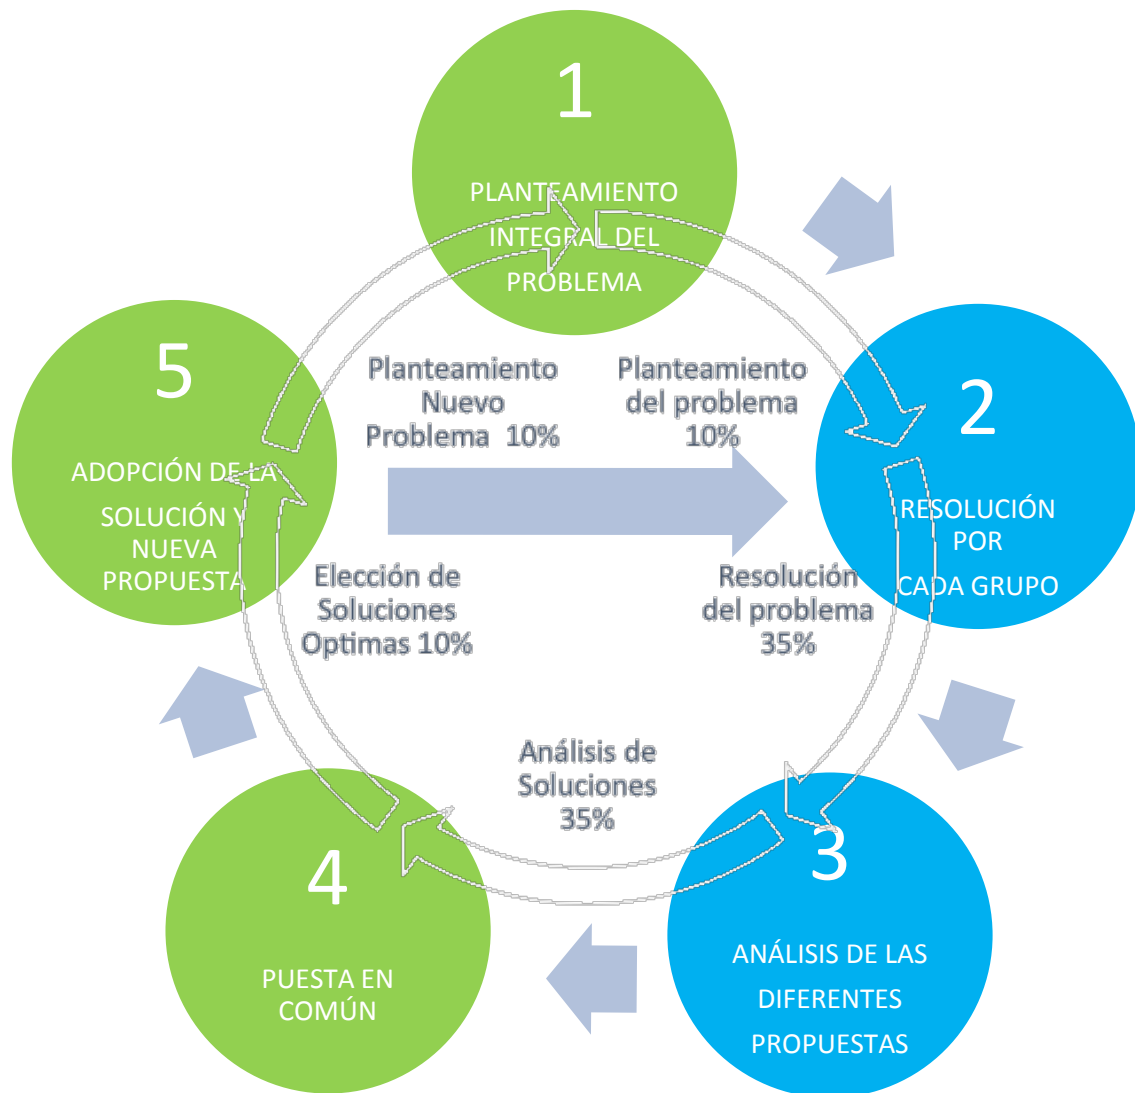 1
PLANTEAMIENTO
INTEGRAL DEL
PROBLEMA
2
RESOLUCIÓN
POR
CADA GRUPO
3
ANÁLISIS DE LAS
DIFERENTES
PROPUESTAS
4
PUESTA EN
COMÚN
5
ADOPCIÓN DE LA
SOLUCIÓN Y
NUEVA
PROPUESTA
Planteamiento
Nuevo
Problema 10%
Planteamiento
del problema
10%
Resolución
del problema
35%
Análisis de
Soluciones
35%
Elección de
Soluciones
Optimas 10%